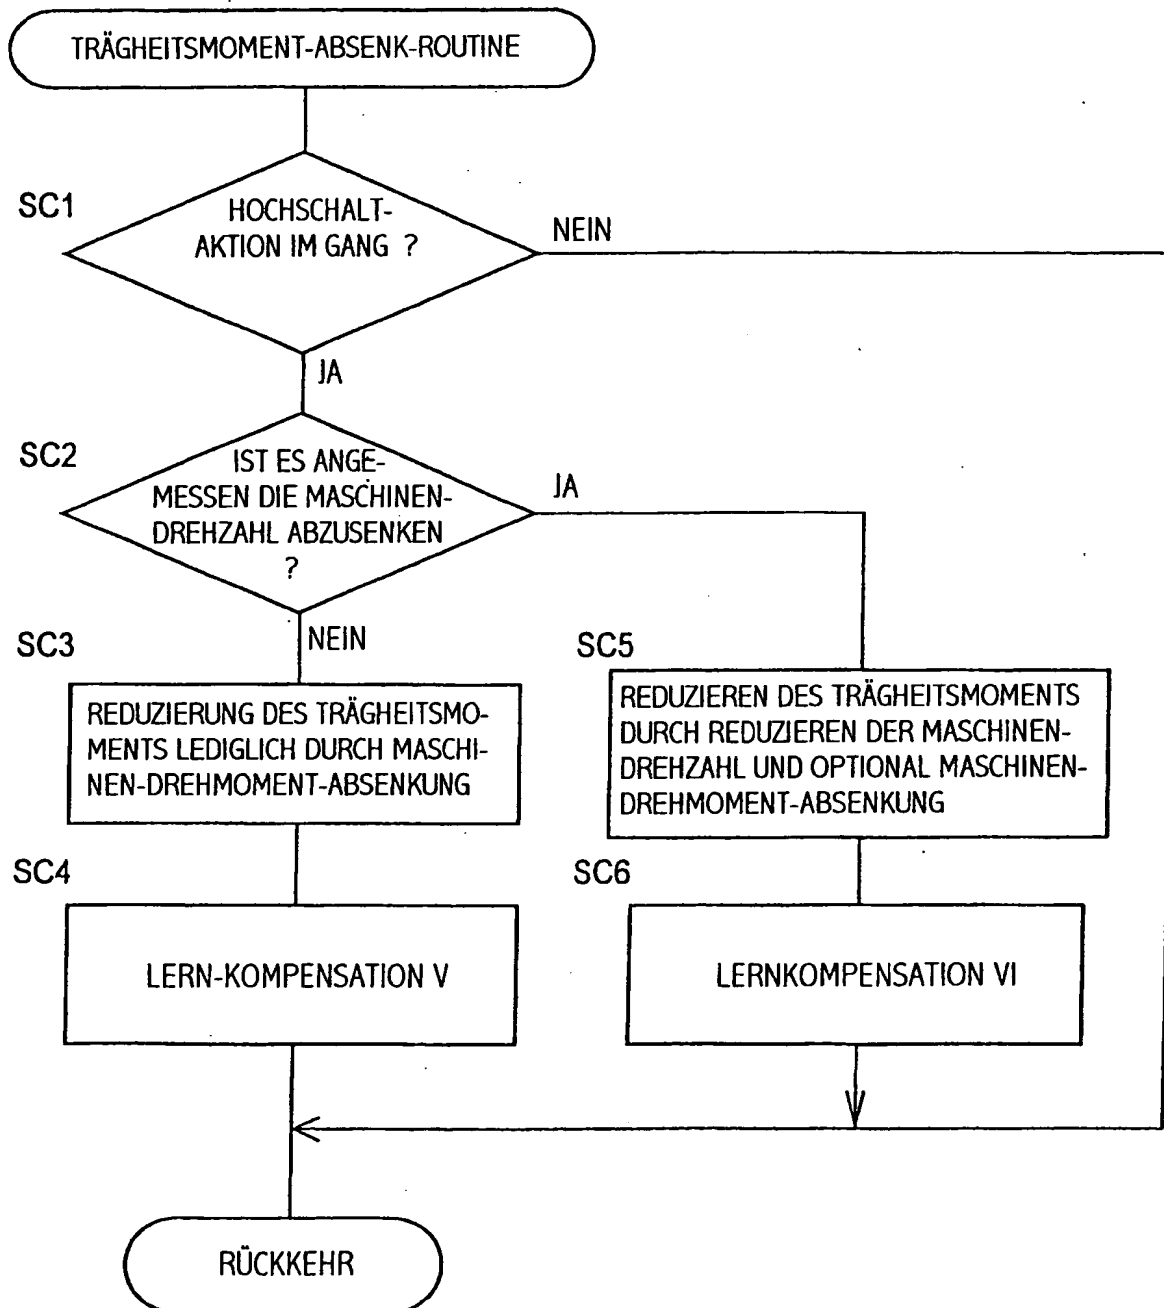 TRÄGHEITSMOMENT-ABSENK-ROUTINE
SC1
HOCHSCHALT-
AKTION IM GANG ?
NEIN
JA
SC2
IST ES ANGE-
MESSEN DIE MASCHINEN-
DREHZAHL ABZUSENKEN
?
JA
NEIN
SC3
REDUZIERUNG DES TRÄGHEITSMO-
MENTS LEDIGLICH DURCH MASCHI-
NEN-DREHMOMENT-ABSENKUNG
SC5
REDUZIEREN DES TRÄGHEITSMOMENTS
DURCH REDUZIEREN DER MASCHINEN-
DREHZAHL UND OPTIONAL MASCHINEN-
DREHMOMENT-ABSENKUNG
SC4
LERN-KOMPENSATION V
SC6
LERNKOMPENSATION VI
RÜCKKEHR